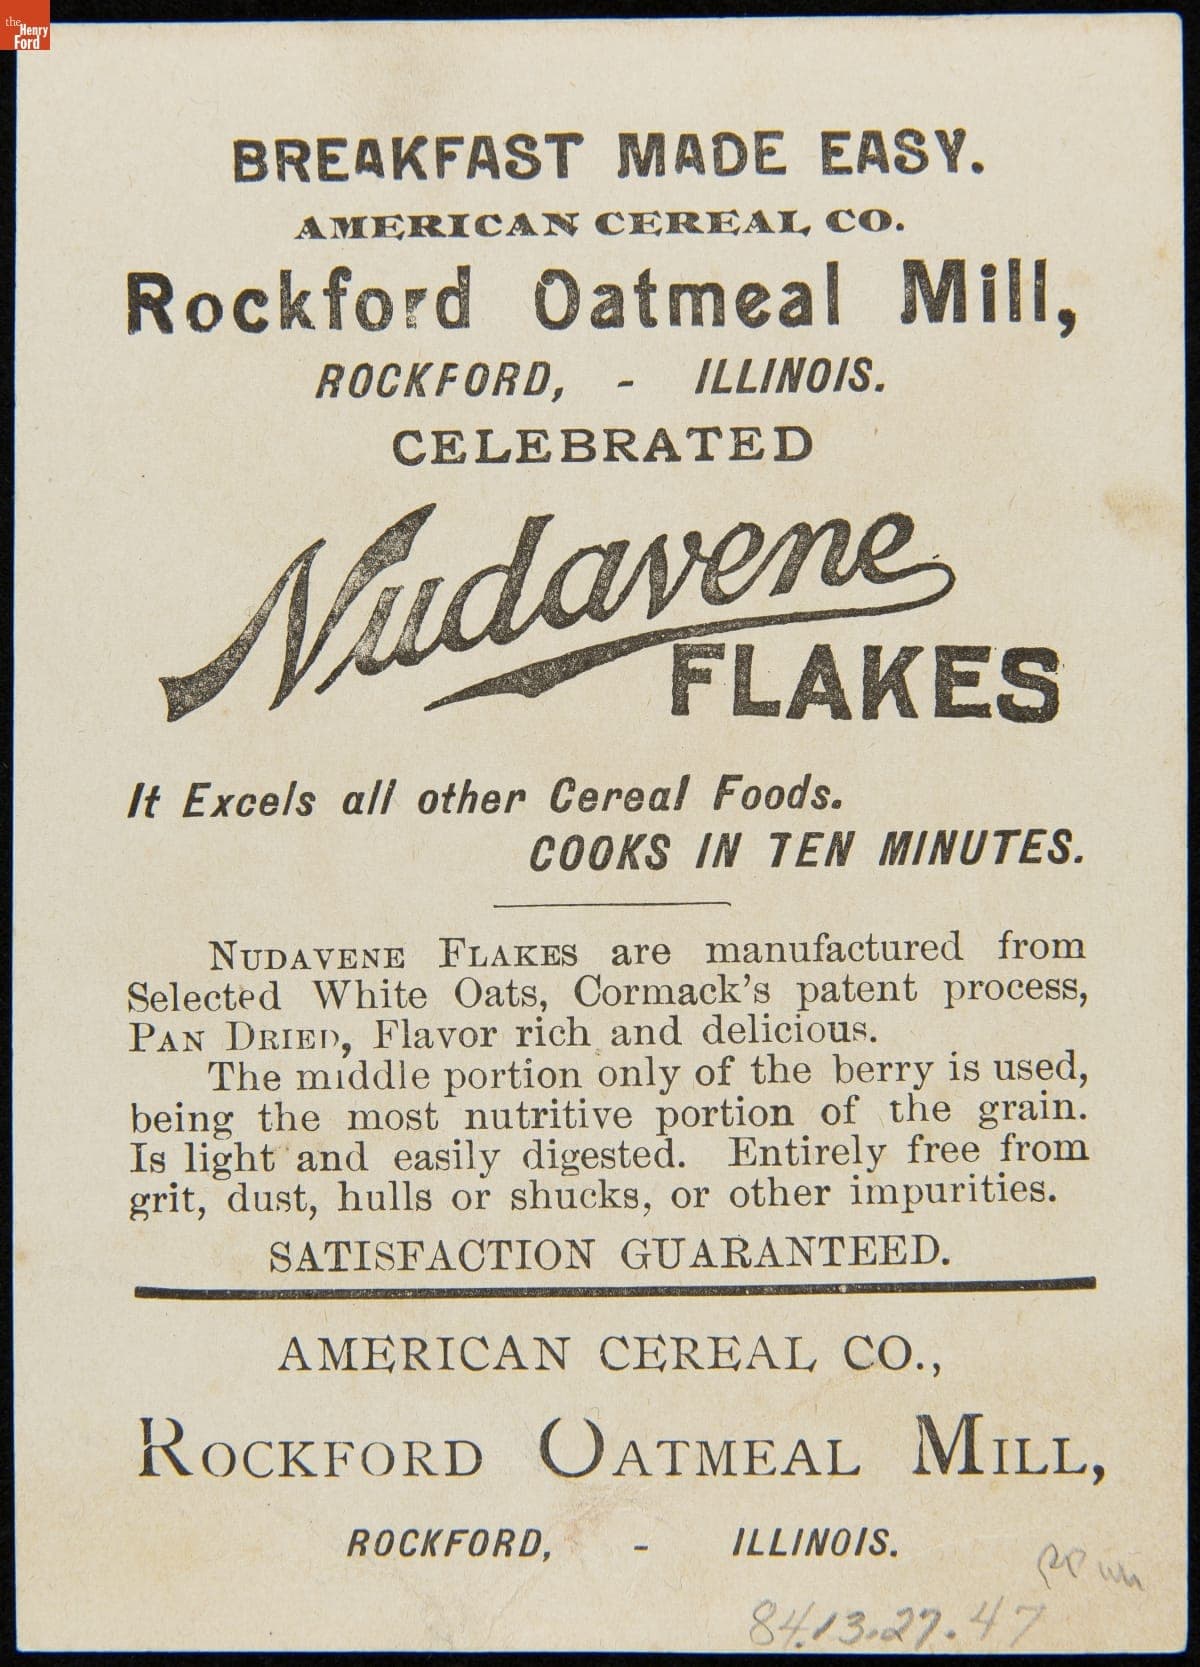 the
Henry
Ford
BREAKFAST MADE EASY.
AMERICAN CEREAL CO.
Rockford Oatmeal Mill,
ROCKFORD, - ILLINOIS.
CELEBRATED
Nudavene
FLAKES
It Excels all other Cereal Foods.
COOKS IN TEN MINUTES.
NUDAVENE FLAKES are manufactured from
Selected White Oats, Cormack's patent process,
PAN DRIED, Flavor rich and delicious.
The middle portion only of the berry is used,
being the most nutritive portion of the grain.
Is light and easily digested. Entirely free from
grit, dust, hulls or shucks, or other impurities.
SATISFACTION GUARANTEED.
AMERICAN CEREAL CO.,
ROCKFORD OATMEAL MILL,
ROCKFORD, - ILLINOIS.
84.13.27.47